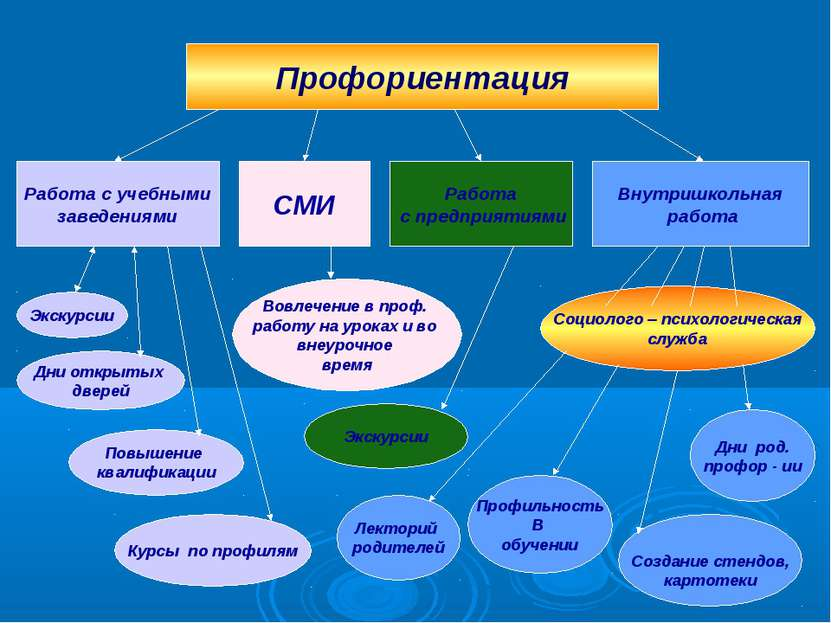 Профориентация
Работа с учебными
заведениями
СМИ
Работа
с предприятиями
Внутришкольная
работа
Экскурсии
Дни открытых
дверей
Повышение
квалификации
Курсы по профилям
Вовлечение в проф.
работу на уроках и во
внеурочное
время
Экскурсии
Социолого – психологическая
служба
Лекторий
родителей
Профильность
В
обучении
Создание стендов,
картотеки
Дни род.
профор - ии